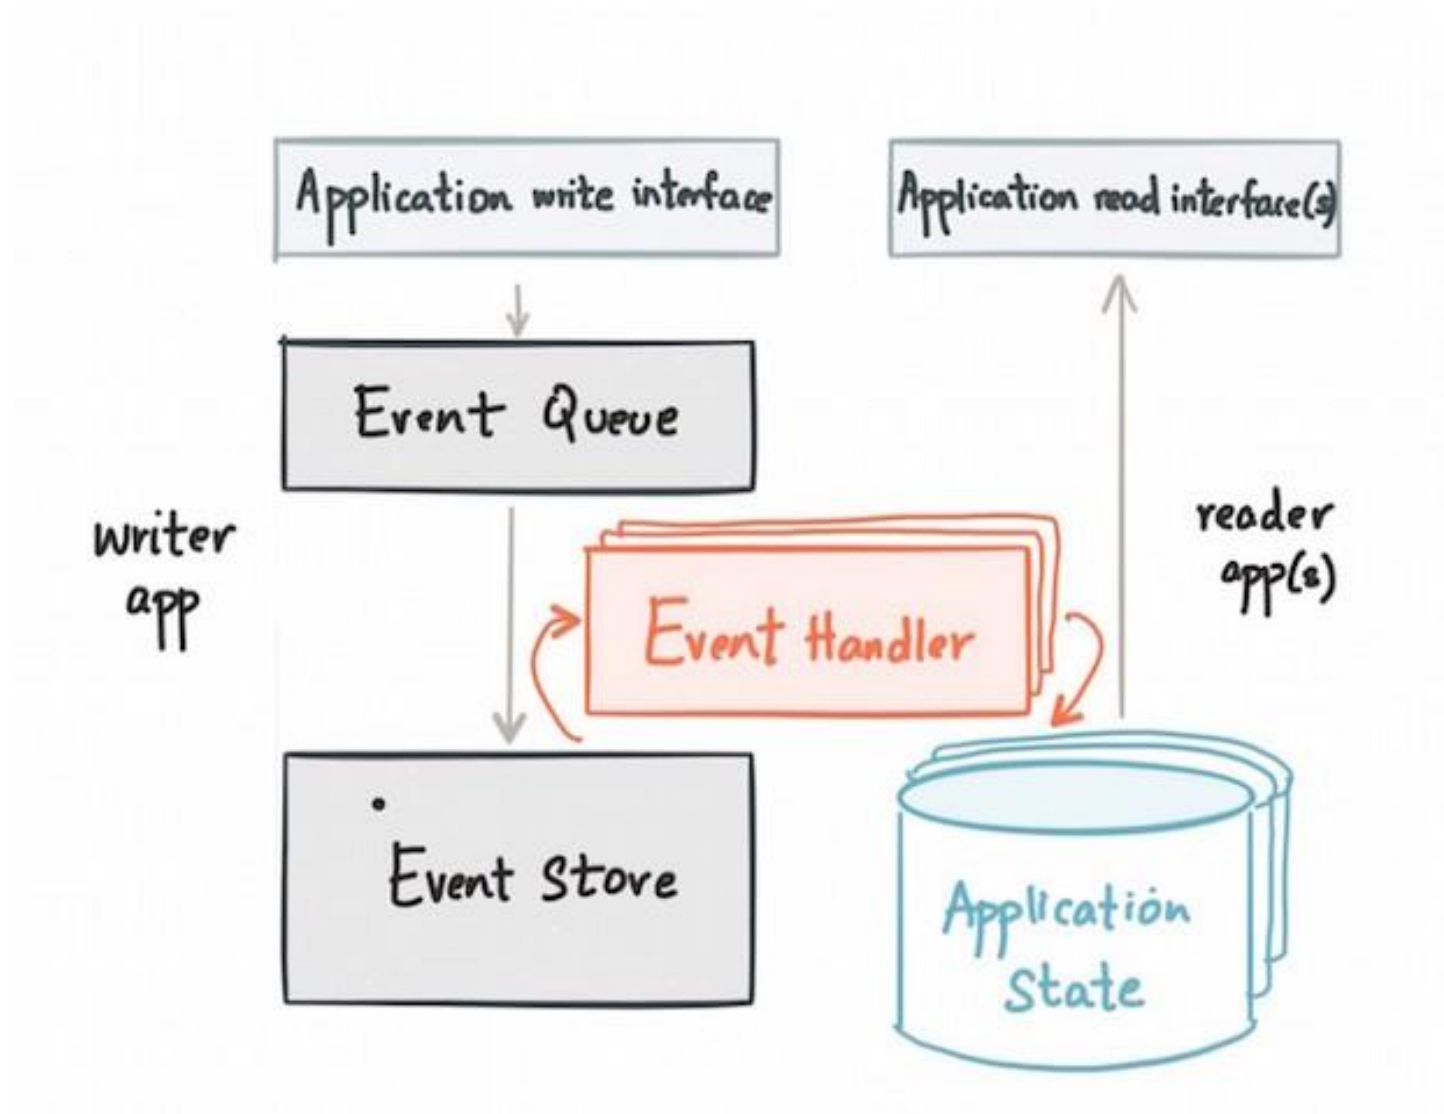 Application write interface
Application read interface(s)
Event Queue
writer
app
reader
app(s)
Event Handler
Event Store
Application
State